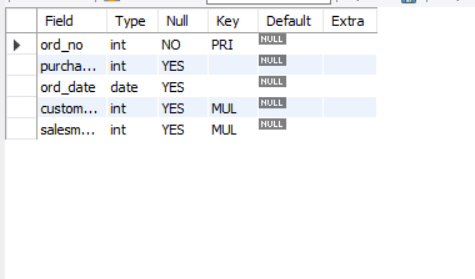 Field Type Null Key Default Extra
ord_no int NO PRI NULL
purcha... int YES NULL
ord_date date YES NULL
custom... int YES MUL NULL
salesm... int YES MUL NULL